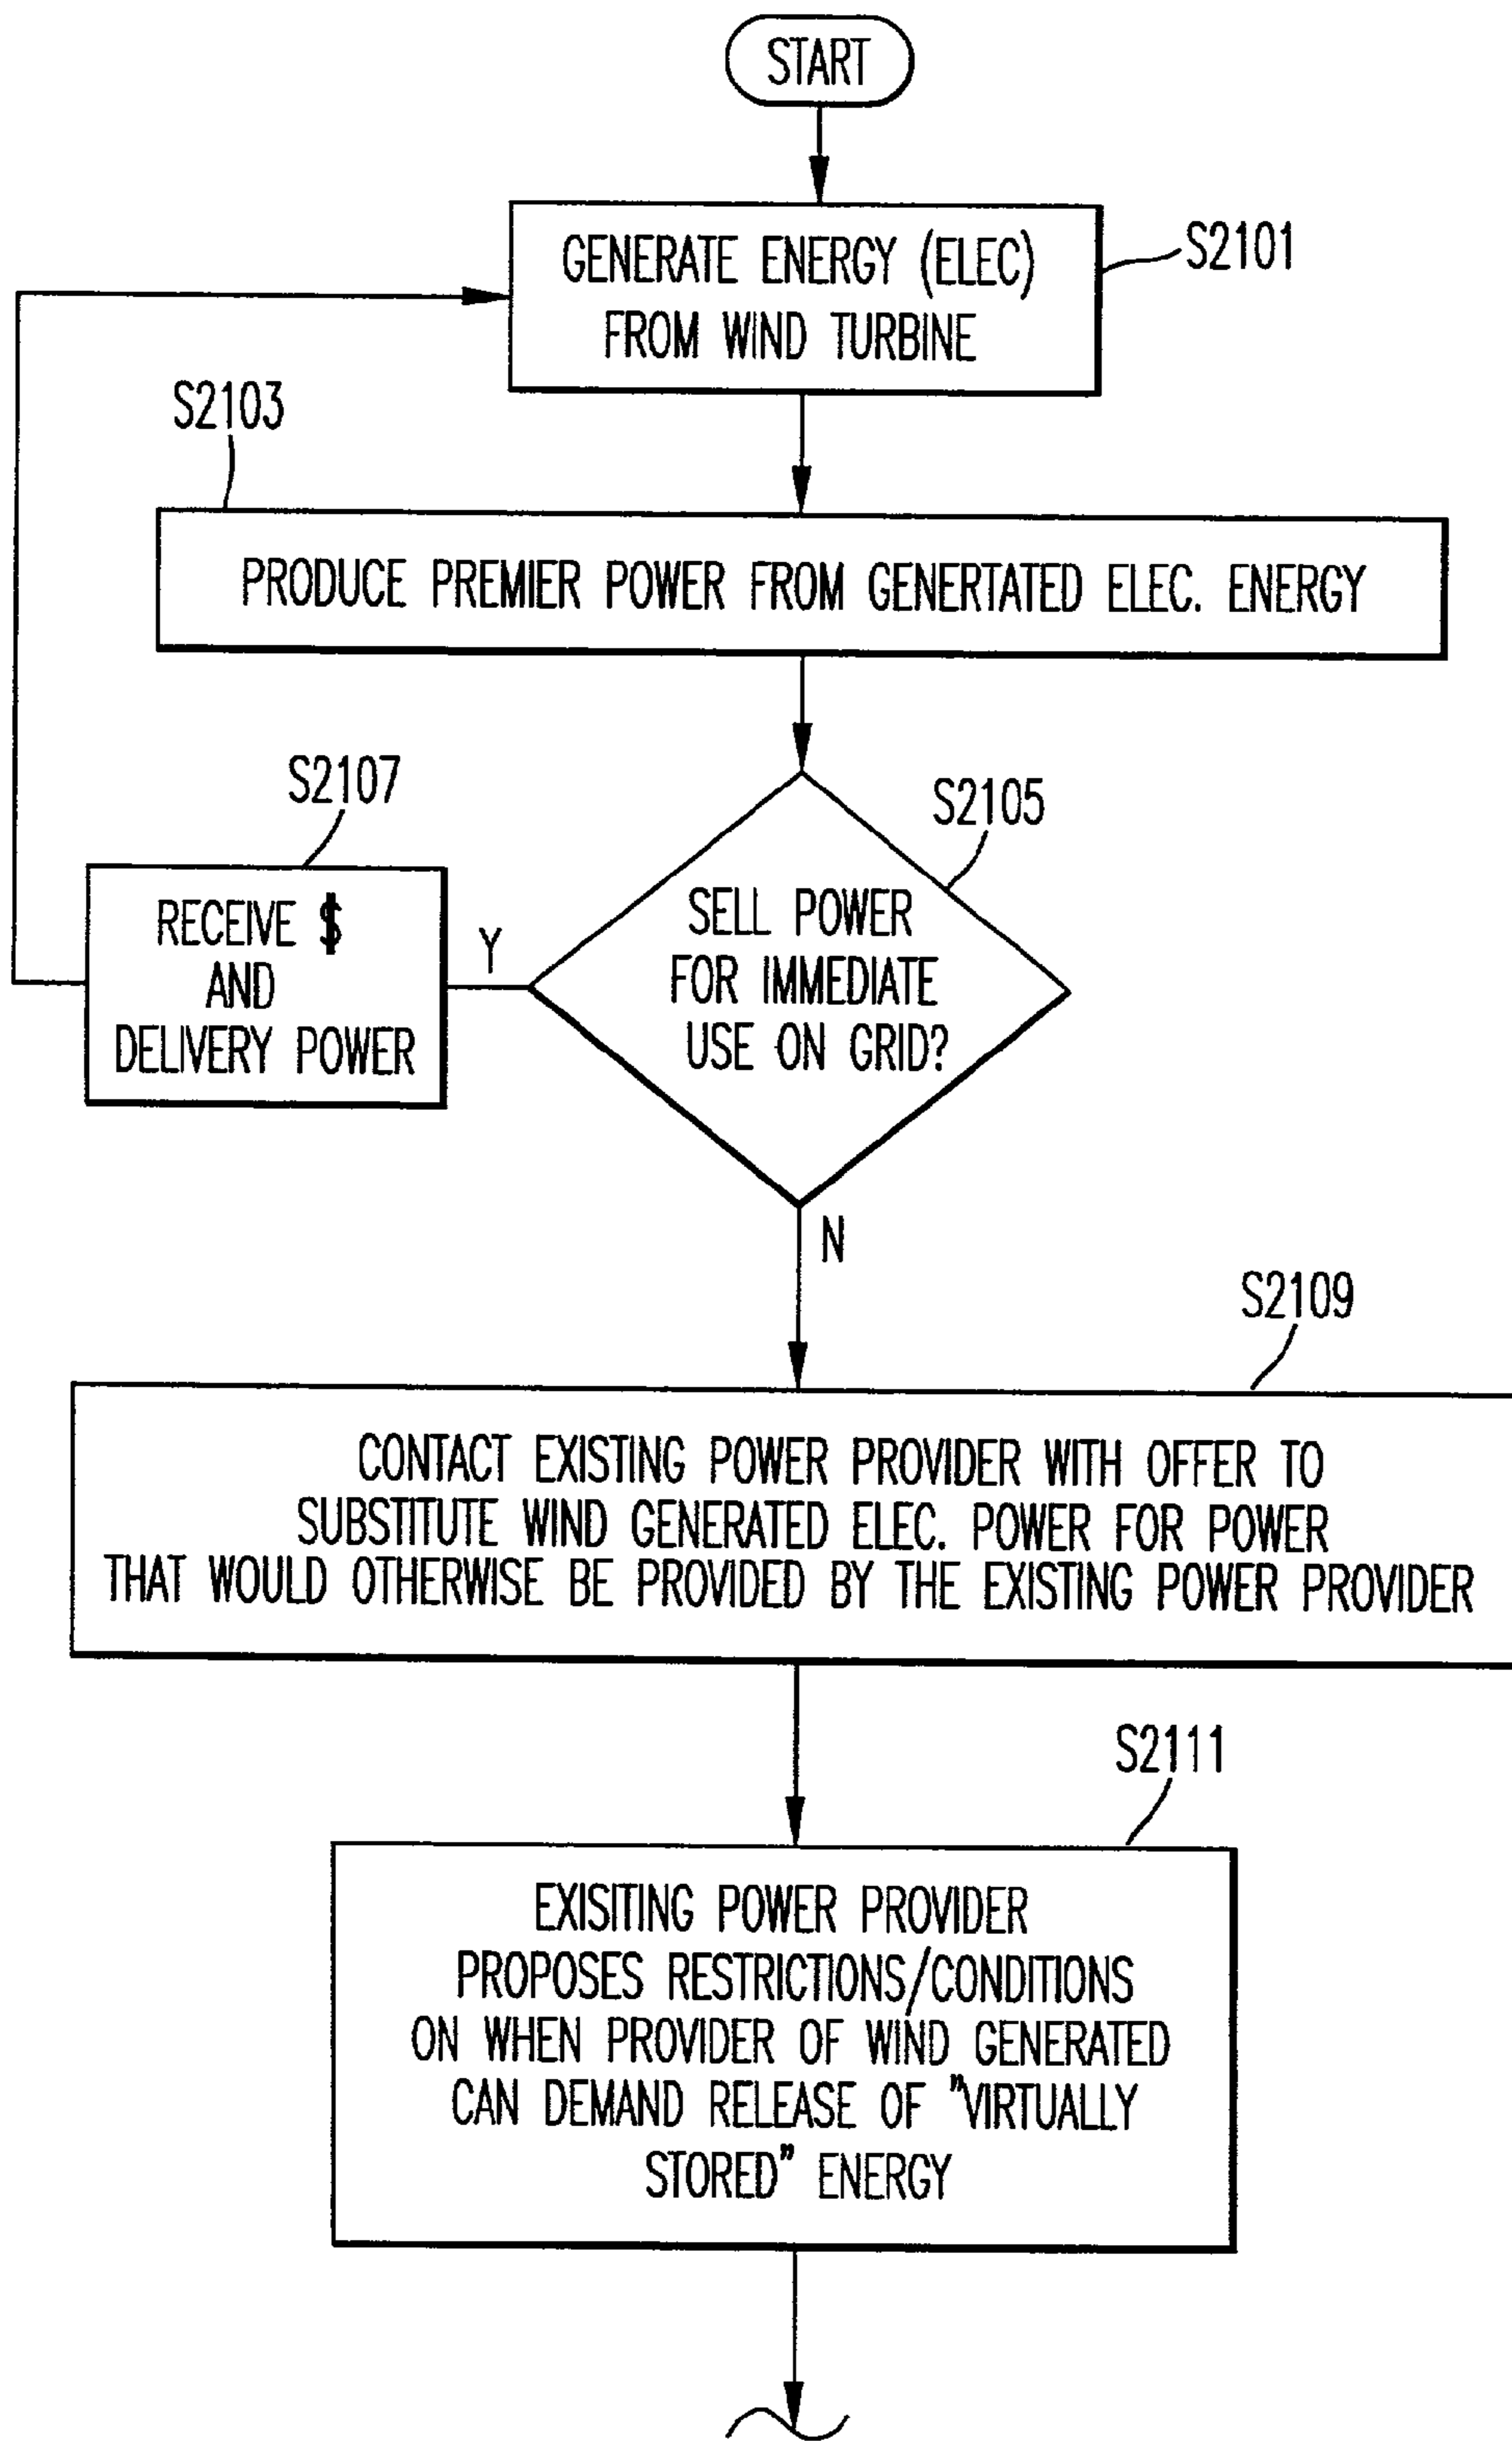 START
GENERATE ENERGY (ELEC)
FROM WIND TURBINE
S2101
S2103
PRODUCE PREMIER POWER FROM GENERTATED ELEC. ENERGY
S2107
S2105
RECEIVE $
AND
DELIVERY POWER
Y
SELL POWER
FOR IMMEDIATE
USE ON GRID?
N
S2109
CONTACT EXISTING POWER PROVIDER WITH OFFER TO
SUBSTITUTE WIND GENERATED ELEC. POWER FOR POWER
THAT WOULD OTHERWISE BE PROVIDED BY THE EXISTING POWER PROVIDER
S2111
EXISITING POWER PROVIDER
PROPOSES RESTRICTIONS/CONDITIONS
ON WHEN PROVIDER OF WIND GENERATED
CAN DEMAND RELEASE OF "VIRTUALLY
STORED" ENERGY